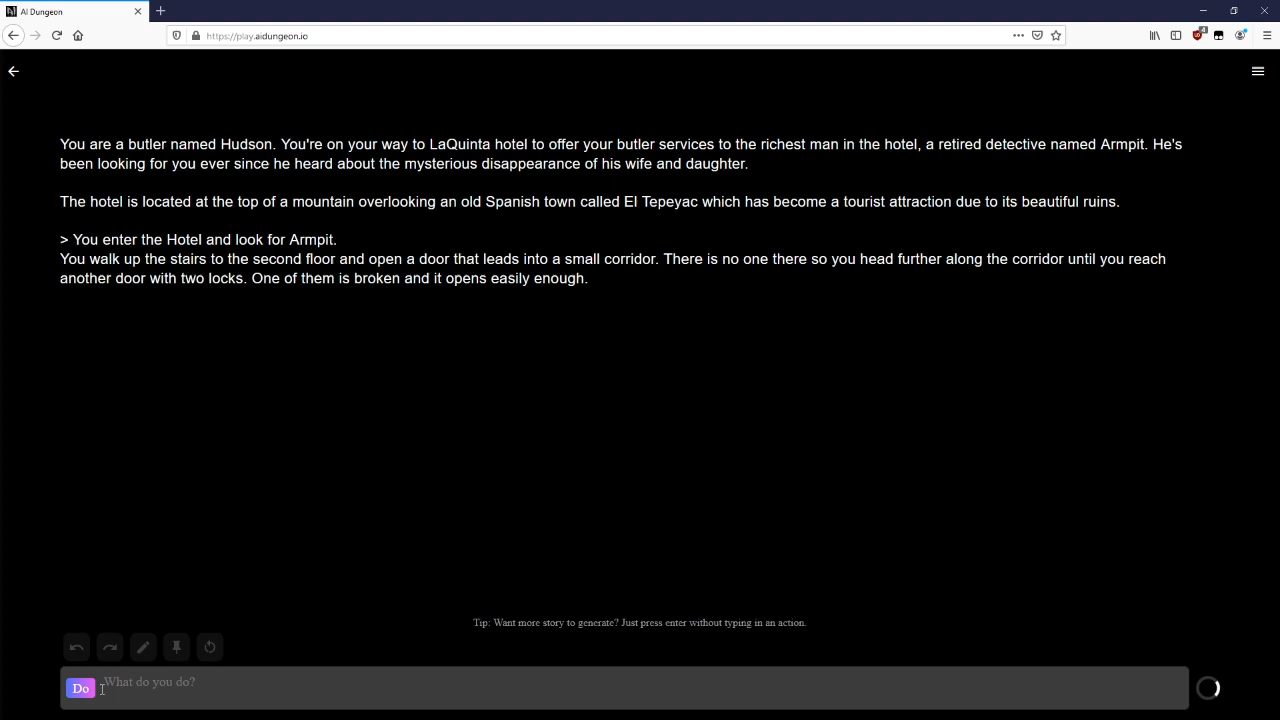 AI Dungeon
https://play.aidungeon.io
You are a butler named Hudson. You're on your way to LaQuinta hotel to offer your butler services to the richest man in the hotel, a retired detective named Armpit. He's
been looking for you ever since he heard about the mysterious disappearance of his wife and daughter.
The hotel is located at the top of a mountain overlooking an old Spanish town called El Tepeyac which has become a tourist attraction due to its beautiful ruins.
> You enter the Hotel and look for Armpit.
You walk up the stairs to the second floor and open a door that leads into a small corridor. There is no one there so you head further along the corridor until you reach
another door with two locks. One of them is broken and it opens easily enough.
Tip: Want more story to generate? Just press enter without typing in an action.
Do What do you do?